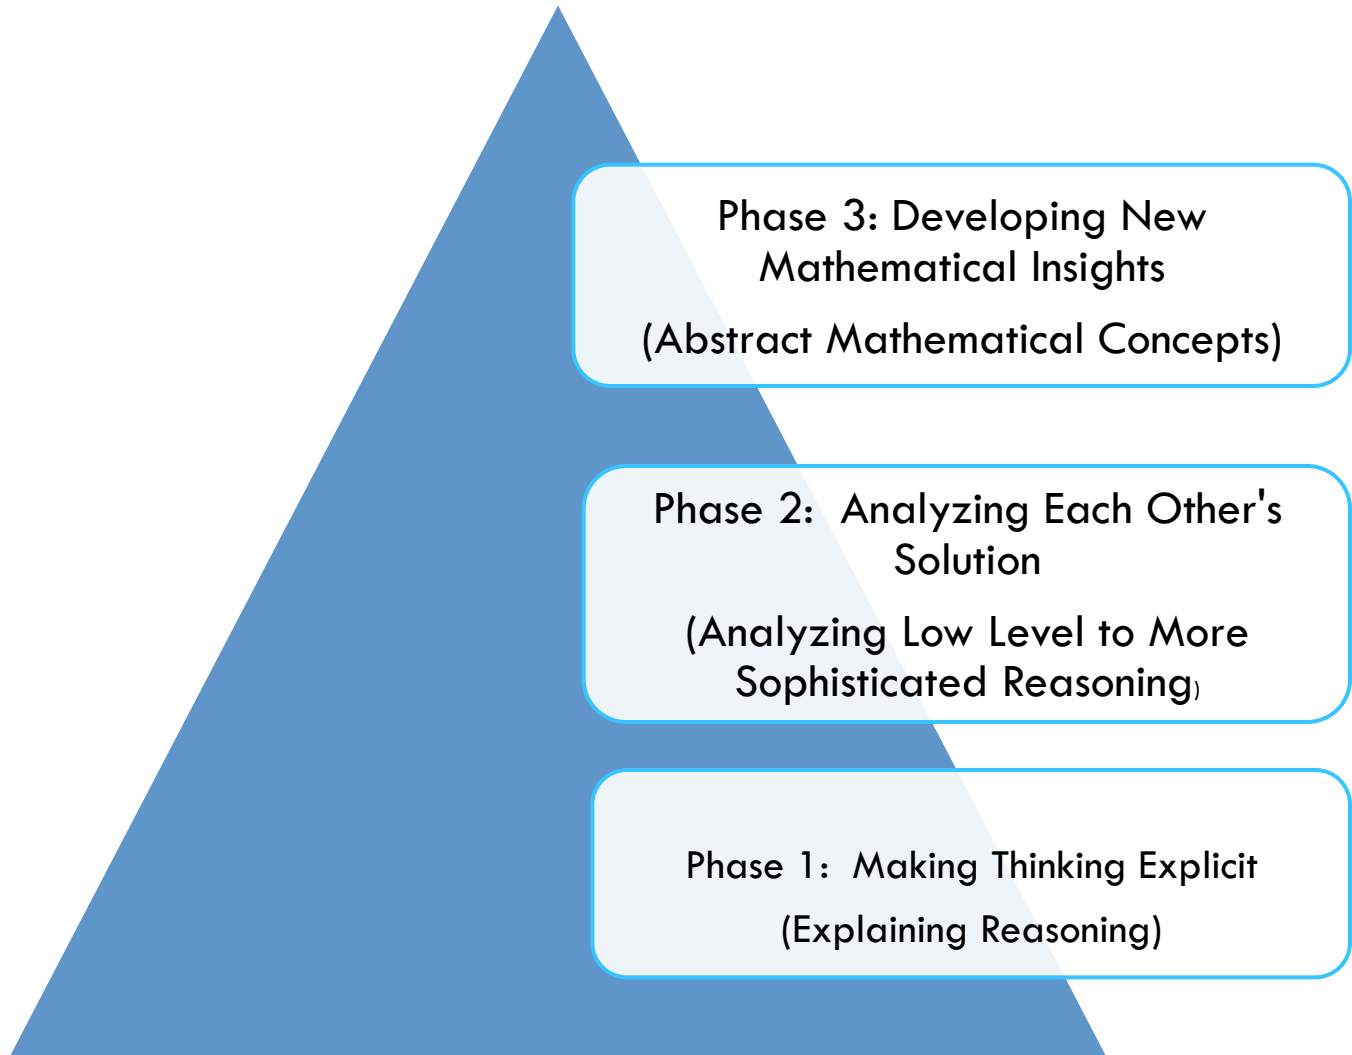 Phase 3: Developing New
Mathematical Insights
(Abstract Mathematical Concepts)
Phase 2:  Analyzing Each Other's
Solution
(Analyzing Low Level to More
Sophisticated Reasoning)
Phase 1:  Making Thinking Explicit
(Explaining Reasoning)